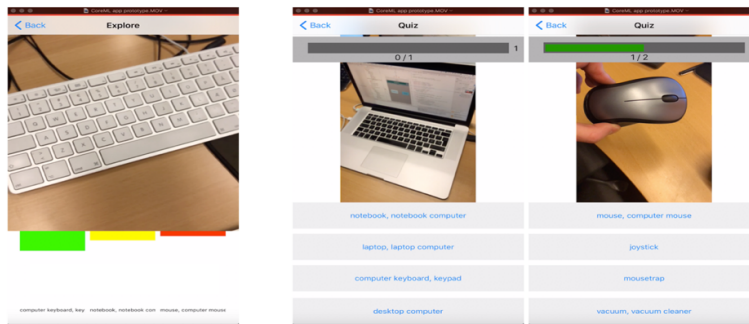 CoreML app prototype.MOV
Back
Explore
computer keyboard, key
notebook, notebook con
mouse, computer mouse
CoreML app prototype.MOV
Back
Quiz
1
0 / 1
notebook, notebook computer
laptop, laptop computer
computer keyboard, keypad
desktop computer
CoreML app prototype.MOV
Back
Quiz
1 / 2
mouse, computer mouse
joystick
mousetrap
vacuum, vacuum cleaner